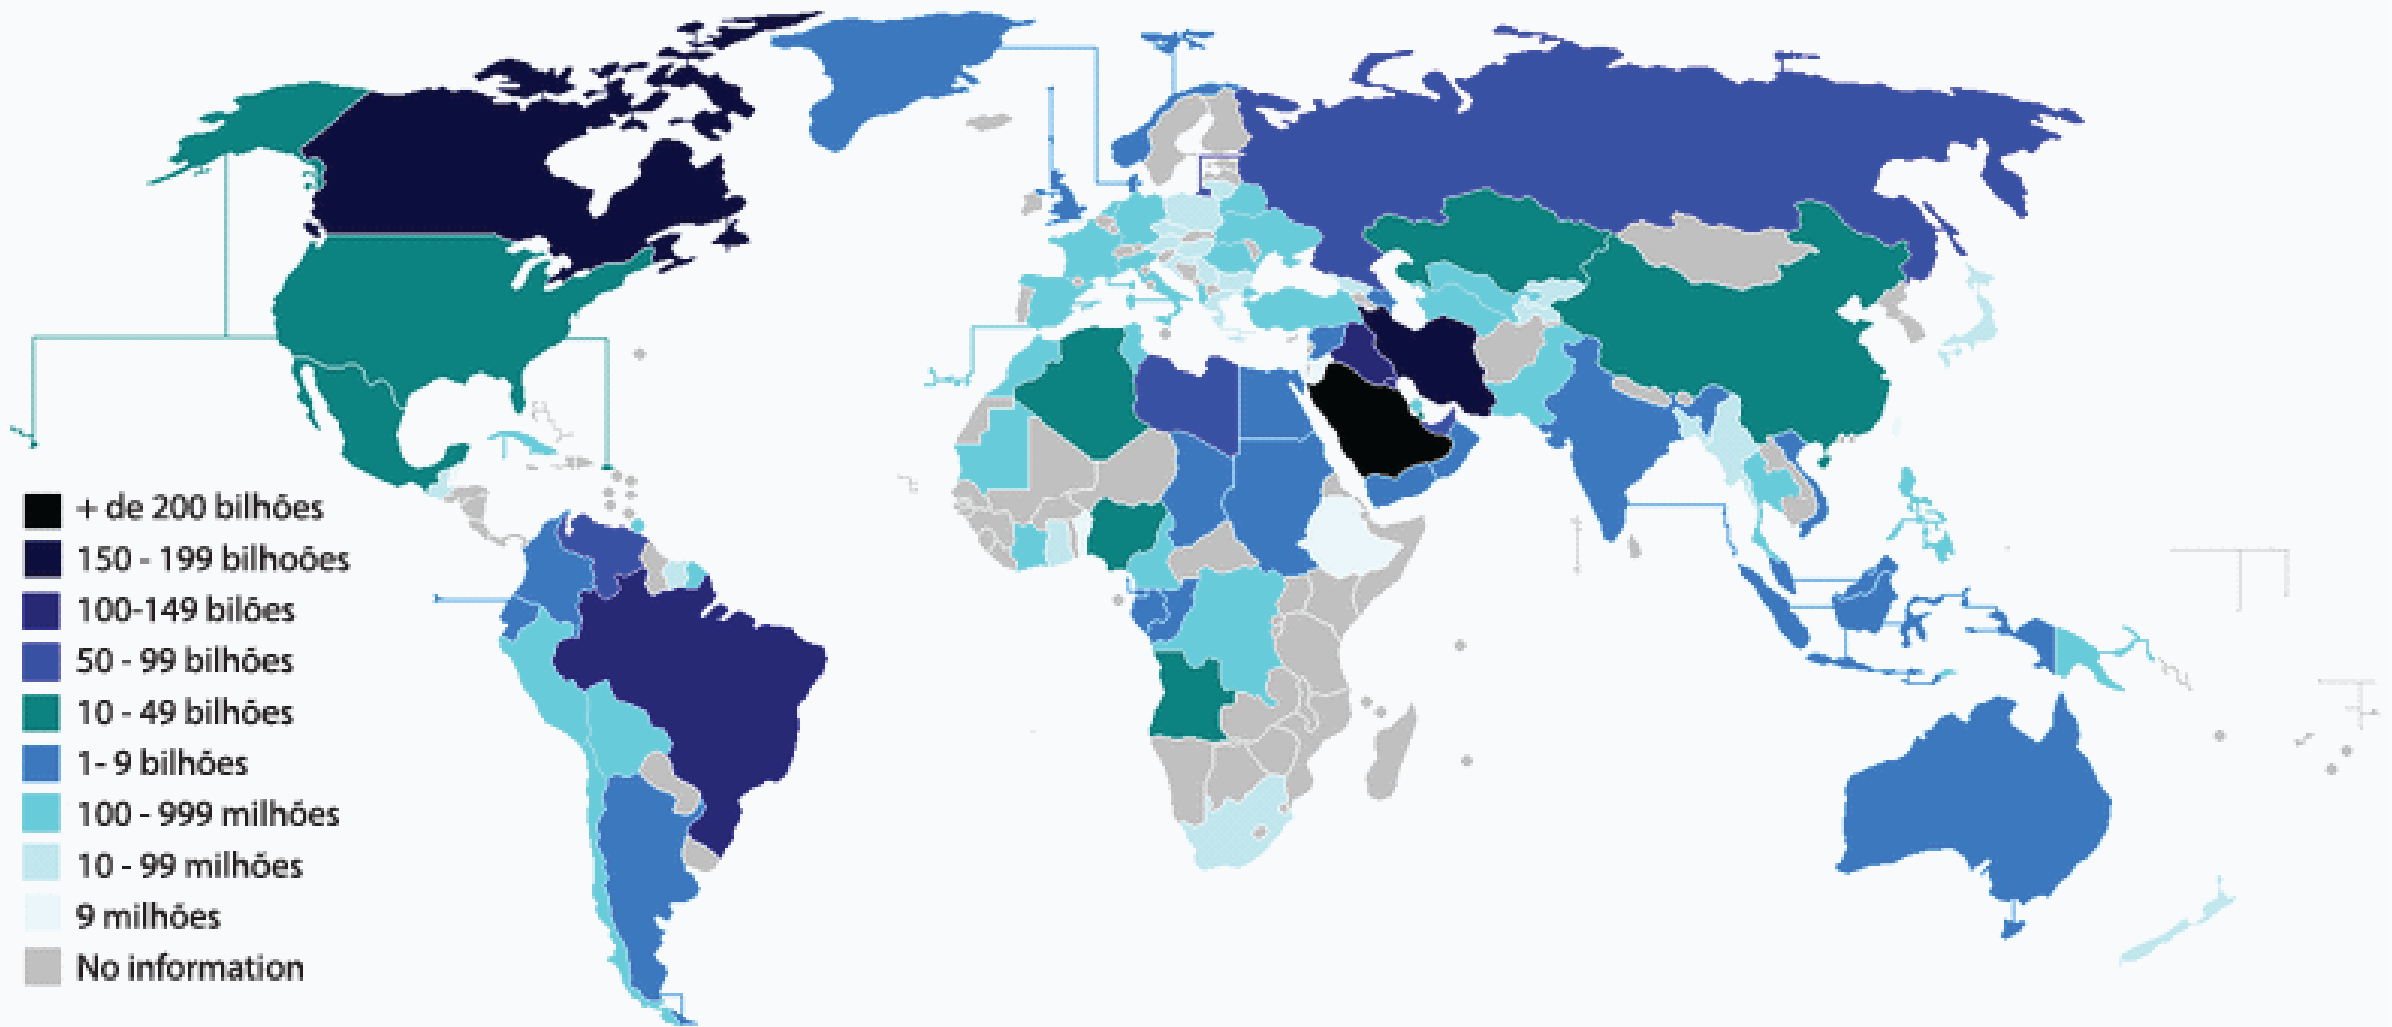 + de 200 bilhões
150 - 199 bilhoões
100-149 bilões
50 - 99 bilhões
10 - 49 bilhões
1- 9 bilhões
100 - 999 milhões
10 - 99 milhões
9 milhões
No information